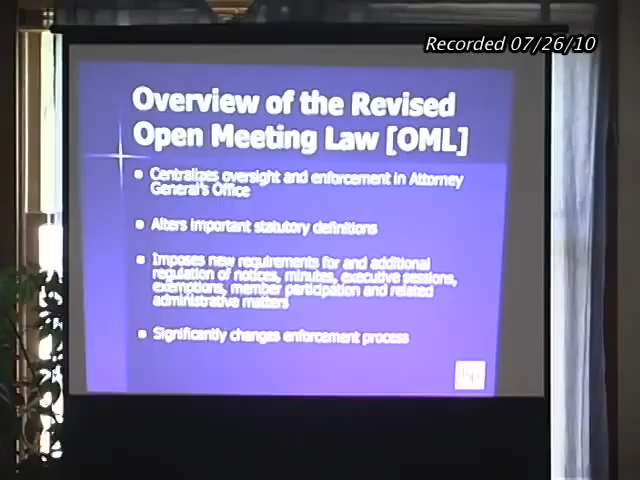 Recorded 07/26/10
Overview of the Revised
Open Meeting Law [OML]
Centralizes oversight and enforcement in Attorney
General's Office
Alters important statutory definitions
Imposes new requirements for and additional
regulation of notices, minutes, executive sessions,
exemptions, member participation and related
administrative matters
Significantly changes enforcement process